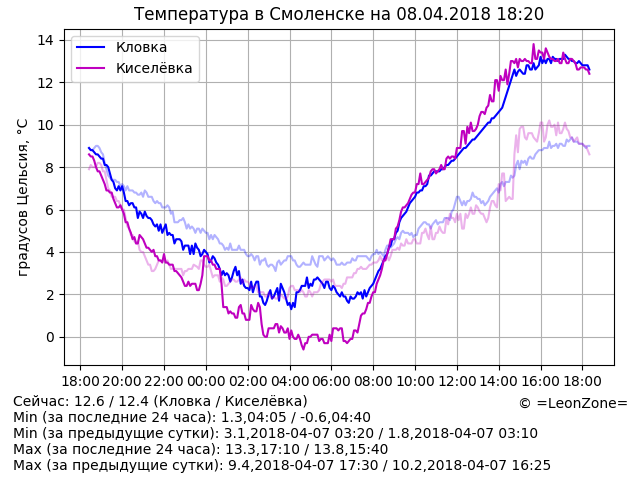 Температура в Смоленске на 08.04.2018 18:20
Кловка
Киселёвка
градусов Цельсия, °C
14
12
10
8
6
4
2
0
18:00 20:00 22:00 00:00 02:00 04:00 06:00 08:00 10:00 12:00 14:00 16:00 18:00
Сейчас: 12.6 / 12.4 (Кловка / Киселёвка)
© =LeonZone=
Min (за последние 24 часа): 1.3,04:05 / -0.6,04:40
Min (за предыдущие сутки): 3.1,2018-04-07 03:20 / 1.8,2018-04-07 03:10
Max (за последние 24 часа): 13.3,17:10 / 13.8,15:40
Max (за предыдущие сутки): 9.4,2018-04-07 17:30 / 10.2,2018-04-07 16:25